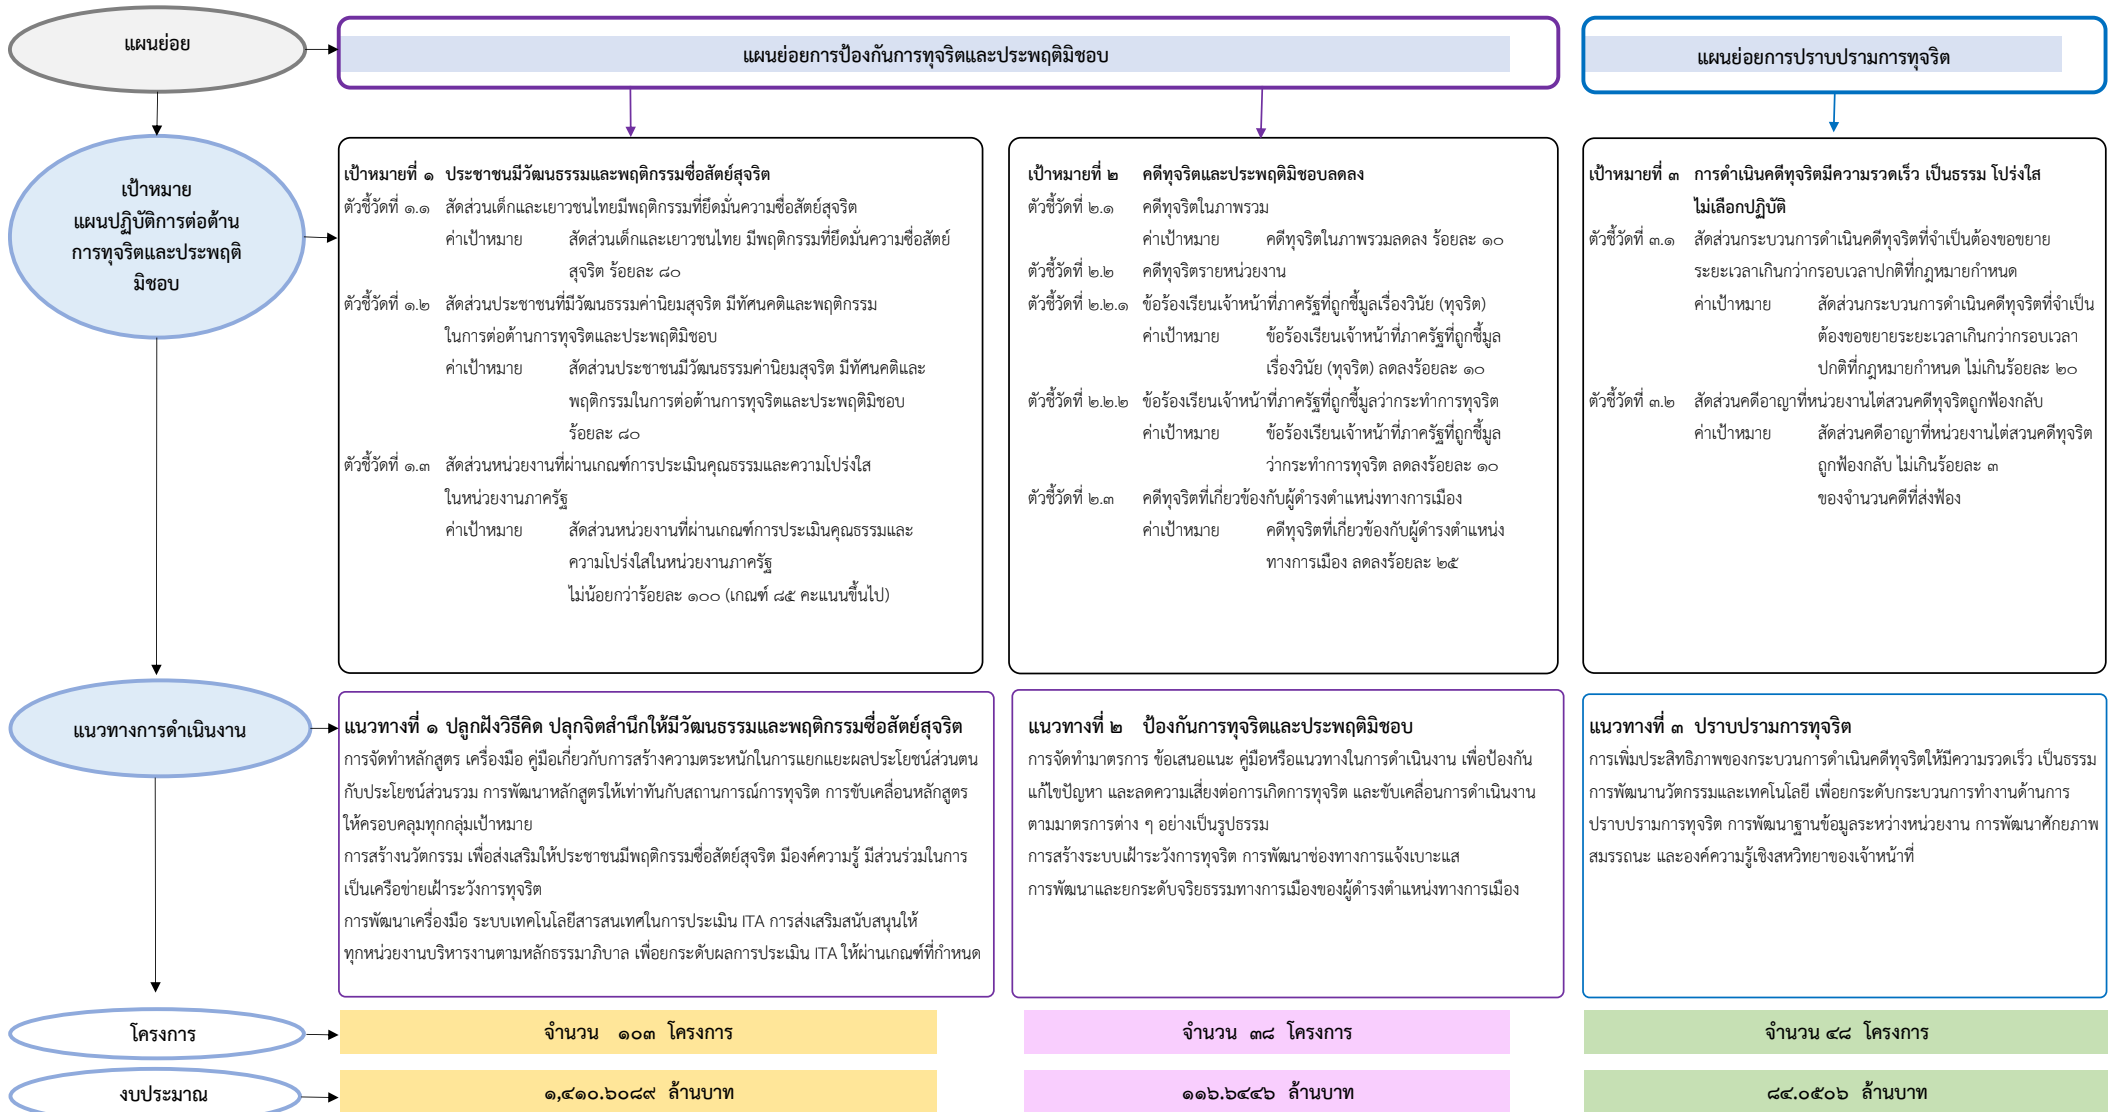 แผนย่อย
แผนย่อยการป้องกันการทุจริตและประพฤติมิชอบ
แผนย่อยการปราบปรามการทุจริต
เป้าหมาย
แผนปฏิบัติการต่อต้าน
การทุจริตและประพฤติ
มิชอบ
เป้าหมายที่ ๑ ประชาชนมีวัฒนธรรมและพฤติกรรมซื่อสัตย์สุจริต
ตัวชี้วัดที่ ๑.๑ สัดส่วนเด็กและเยาวชนไทยมีพฤติกรรมที่ยึดมั่นความซื่อสัตย์สุจริต
ค่าเป้าหมาย สัดส่วนเด็กและเยาวชนไทย มีพฤติกรรมที่ยึดมั่นความซื่อสัตย์
สุจริต ร้อยละ ๘๐
ตัวชี้วัดที่ ๑.๒ สัดส่วนประชาชนที่มีวัฒนธรรมค่านิยมสุจริต มีทัศนคติและพฤติกรรม
ในการต่อต้านการทุจริตและประพฤติมิชอบ
ค่าเป้าหมาย สัดส่วนประชาชนมีวัฒนธรรมค่านิยมสุจริต มีทัศนคติและ
พฤติกรรมในการต่อต้านการทุจริตและประพฤติมิชอบ
ร้อยละ ๘๐
ตัวชี้วัดที่ ๑.๓ สัดส่วนหน่วยงานที่ผ่านเกณฑ์การประเมินคุณธรรมและความโปร่งใส
ในหน่วยงานภาครัฐ
ค่าเป้าหมาย สัดส่วนหน่วยงานที่ผ่านเกณฑ์การประเมินคุณธรรมและ
ความโปร่งใสในหน่วยงานภาครัฐ
ไม่น้อยกว่าร้อยละ ๑๐๐ (เกณฑ์ ๘๕ คะแนนขึ้นไป)
เป้าหมายที่ ๒ คดีทุจริตและประพฤติมิชอบลดลง
ตัวชี้วัดที่ ๒.๑ คดีทุจริตในภาพรวม
ค่าเป้าหมาย คดีทุจริตในภาพรวมลดลง ร้อยละ ๑๐
ตัวชี้วัดที่ ๒.๒ คดีทุจริตรายหน่วยงาน
ตัวชี้วัดที่ ๒.๒.๑ ข้อร้องเรียนเจ้าหน้าที่ภาครัฐที่ถูกชี้มูลเรื่องวินัย (ทุจริต)
ค่าเป้าหมาย ข้อร้องเรียนเจ้าหน้าที่ภาครัฐที่ถูกชี้มูล
เรื่องวินัย (ทุจริต) ลดลงร้อยละ ๑๐
ตัวชี้วัดที่ ๒.๒.๒ ข้อร้องเรียนเจ้าหน้าที่ภาครัฐที่ถูกชี้มูลว่ากระทำการทุจริต
ค่าเป้าหมาย ข้อร้องเรียนเจ้าหน้าที่ภาครัฐที่ถูกชี้มูล
ว่ากระทำการทุจริต ลดลงร้อยละ ๑๐
ตัวชี้วัดที่ ๒.๓ คดีทุจริตที่เกี่ยวข้องกับผู้ดำรงตำแหน่งทางการเมือง
ค่าเป้าหมาย คดีทุจริตที่เกี่ยวข้องกับผู้ดำรงตำแหน่ง
ทางการเมือง ลดลงร้อยละ ๒๕
เป้าหมายที่ ๓ การดำเนินคดีทุจริตมีความรวดเร็ว เป็นธรรม โปร่งใส
ไม่เลือกปฏิบัติ
ตัวชี้วัดที่ ๓.๑ สัดส่วนกระบวนการดำเนินคดีทุจริตที่จำเป็นต้องขอขยาย
ระยะเวลาเกินกว่ากรอบเวลาปกติที่กฎหมายกำหนด
ค่าเป้าหมาย สัดส่วนกระบวนการดำเนินคดีทุจริตที่จำเป็น
ต้องขอขยายระยะเวลาเกินกว่ากรอบเวลา
ปกติที่กฎหมายกำหนด ไม่เกินร้อยละ ๒๐
ตัวชี้วัดที่ ๓.๒ สัดส่วนคดีอาญาที่หน่วยงานไต่สวนคดีทุจริตถูกฟ้องกลับ
ค่าเป้าหมาย สัดส่วนคดีอาญาที่หน่วยงานไต่สวนคดีทุจริต
ถูกฟ้องกลับ ไม่เกินร้อยละ ๓
ของจำนวนคดีที่ส่งฟ้อง
แนวทางการดำเนินงาน
แนวทางที่ ๑ ปลูกฝังวิธีคิด ปลุกจิตสำนึกให้มีวัฒนธรรมและพฤติกรรมซื่อสัตย์สุจริต
การจัดทำหลักสูตร เครื่องมือ คู่มือเกี่ยวกับการสร้างความตระหนักในการแยกแยะผลประโยชน์ส่วนตน
กับประโยชน์ส่วนรวม การพัฒนาหลักสูตรให้เท่าทันกับสถานการณ์การทุจริต การขับเคลื่อนหลักสูตร
ให้ครอบคลุมทุกกลุ่มเป้าหมาย
การสร้างนวัตกรรม เพื่อส่งเสริมให้ประชาชนมีพฤติกรรมซื่อสัตย์สุจริต มีองค์ความรู้ มีส่วนร่วมในการ
เป็นเครือข่ายเฝ้าระวังการทุจริต
การพัฒนาเครื่องมือ ระบบเทคโนโลยีสารสนเทศในการประเมิน ITA การส่งเสริมสนับสนุนให้
ทุกหน่วยงานบริหารงานตามหลักธรรมาภิบาล เพื่อยกระดับผลการประเมิน ITA ให้ผ่านเกณฑ์ที่กำหนด
แนวทางที่ ๒ ป้องกันการทุจริตและประพฤติมิชอบ
การจัดทำมาตรการ ข้อเสนอแนะ คู่มือหรือแนวทางในการดำเนินงาน เพื่อป้องกัน
แก้ไขปัญหา และลดความเสี่ยงต่อการเกิดการทุจริต และขับเคลื่อนการดำเนินงาน
ตามมาตรการต่าง ๆ อย่างเป็นรูปธรรม
การสร้างระบบเฝ้าระวังการทุจริต การพัฒนาช่องทางการแจ้งเบาะแส
การพัฒนาและยกระดับจริยธรรมทางการเมืองของผู้ดำรงตำแหน่งทางการเมือง
แนวทางที่ ๓ ปราบปรามการทุจริต
การเพิ่มประสิทธิภาพของกระบวนการดำเนินคดีทุจริตให้มีความรวดเร็ว เป็นธรรม
การพัฒนานวัตกรรมและเทคโนโลยี เพื่อยกระดับกระบวนการทำงานด้านการ
ปราบปรามการทุจริต การพัฒนาฐานข้อมูลระหว่างหน่วยงาน การพัฒนาศักยภาพ
สมรรถนะ และองค์ความรู้เชิงสหวิทยาของเจ้าหน้าที่
โครงการ
จำนวน ๑๐๓ โครงการ
จำนวน ๓๘ โครงการ
จำนวน ๔๘ โครงการ
งบประมาณ
๑,๔๑๐.๖๐๘๙ ล้านบาท
๑๑๖.๖๔๔๖ ล้านบาท
๘๔.๐๕๐๖ ล้านบาท